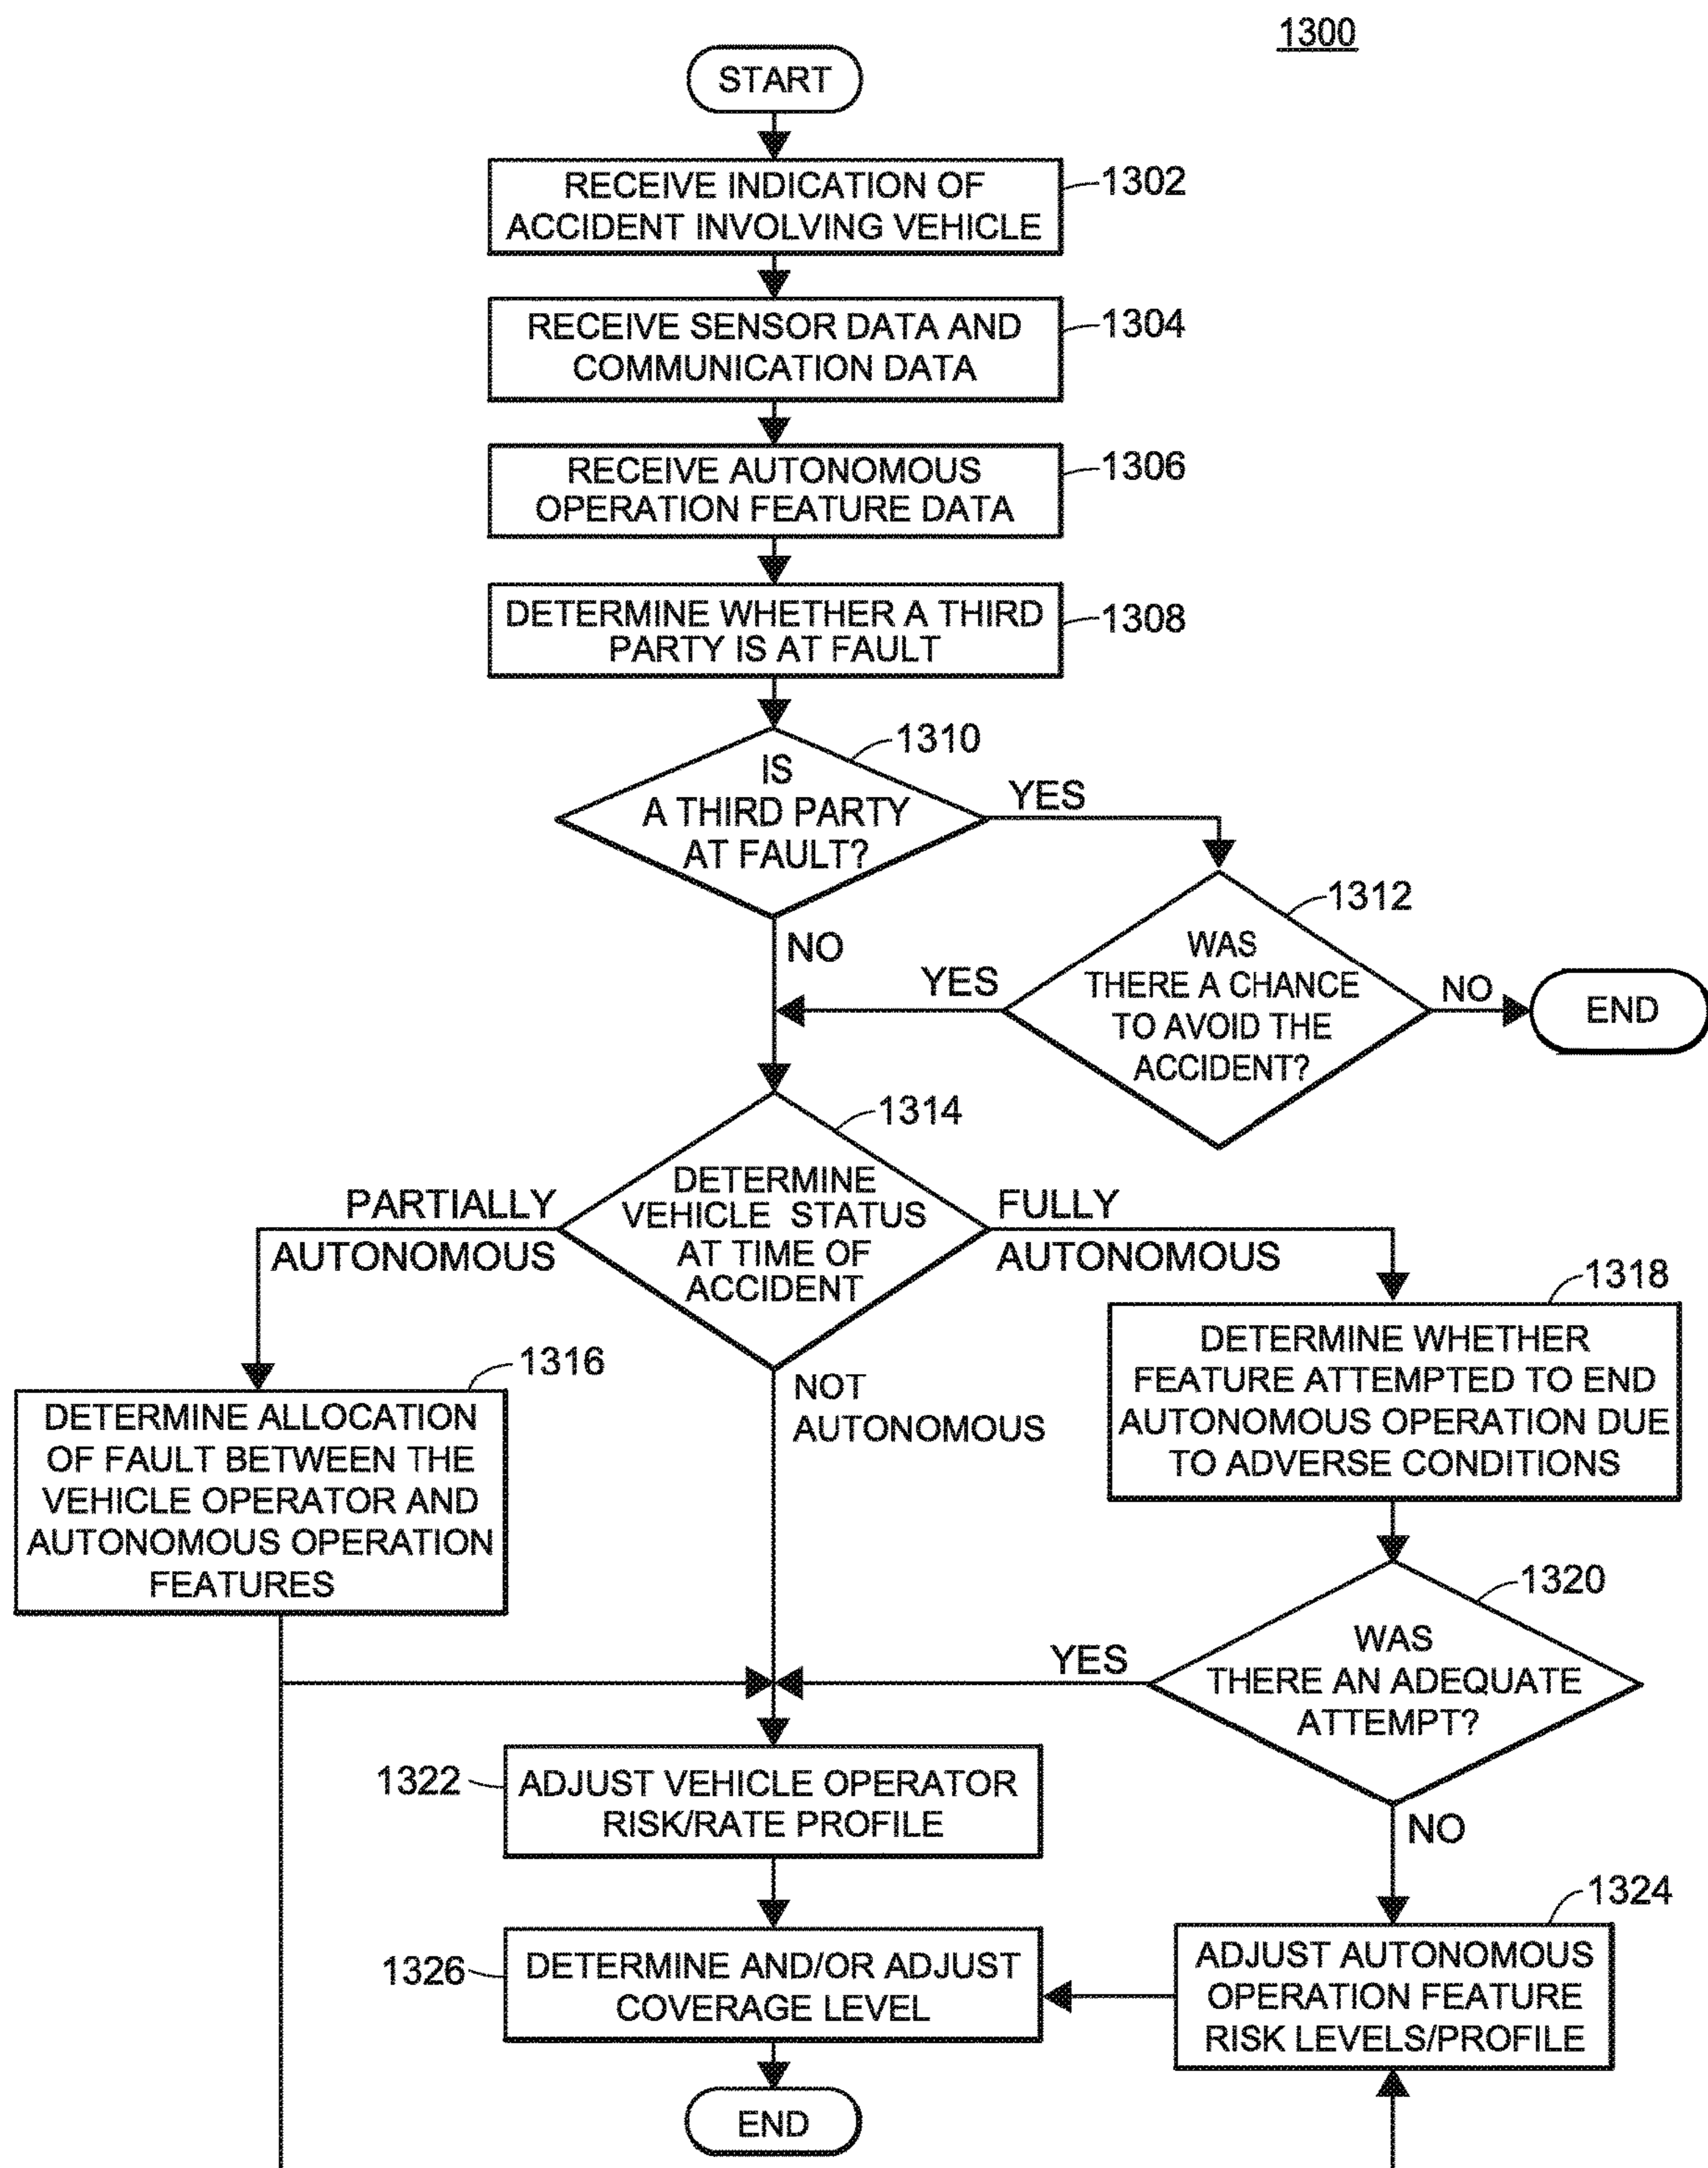 1300
START
RECEIVE INDICATION OF
ACCIDENT INVOLVING VEHICLE
1302
RECEIVE SENSOR DATA AND
COMMUNICATION DATA
1304
RECEIVE AUTONOMOUS
OPERATION FEATURE DATA
1306
DETERMINE WHETHER A THIRD
PARTY IS AT FAULT
1308
1310
IS
A THIRD PARTY
AT FAULT?
YES
NO
1312
WAS
THERE A CHANCE
TO AVOID THE
ACCIDENT?
YES
NO
END
1314
DETERMINE
VEHICLE STATUS
AT TIME OF
ACCIDENT
PARTIALLY
AUTONOMOUS
FULLY
AUTONOMOUS
NOT
AUTONOMOUS
1316
DETERMINE ALLOCATION
OF FAULT BETWEEN THE
VEHICLE OPERATOR AND
AUTONOMOUS OPERATION
FEATURES
1318
DETERMINE WHETHER
FEATURE ATTEMPTED TO END
AUTONOMOUS OPERATION DUE
TO ADVERSE CONDITIONS
1320
WAS
THERE AN ADEQUATE
ATTEMPT?
YES
NO
1322
ADJUST VEHICLE OPERATOR
RISK/RATE PROFILE
1324
ADJUST AUTONOMOUS
OPERATION FEATURE
RISK LEVELS/PROFILE
1326
DETERMINE AND/OR ADJUST
COVERAGE LEVEL
END